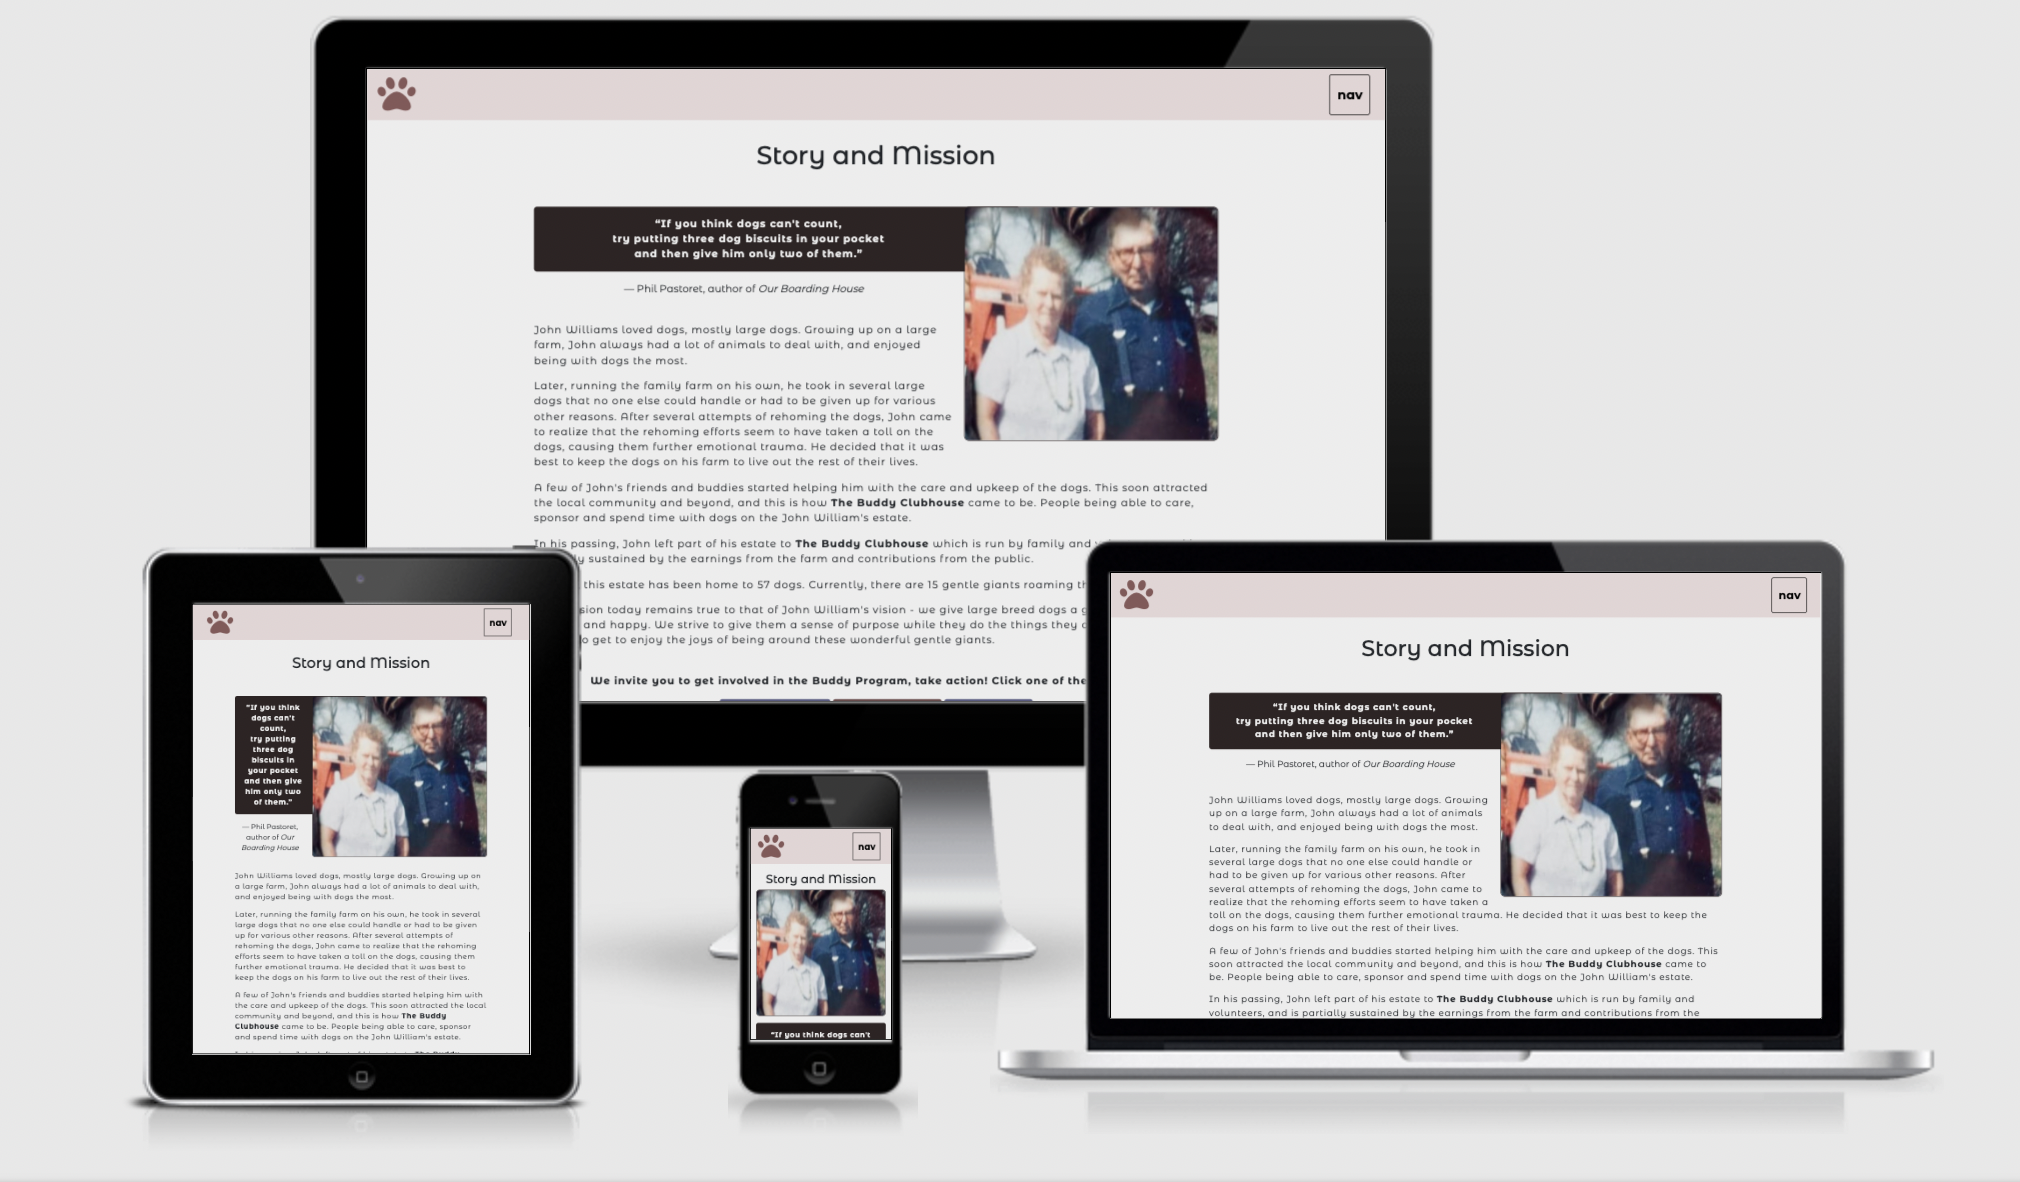 nav
Story and Mission
“If you think dogs can't count,
try putting three dog biscuits in your pocket
and then give him only two of them.”
— Phil Pastoret, author of Our Boarding House
John Williams loved dogs, mostly large dogs. Growing up on a large
farm, John always had a lot of animals to deal with, and enjoyed
being with dogs the most.
Later, running the family farm on his own, he took in several large
dogs that no one else could handle or had to be given up for various
other reasons. After several attempts of rehoming the dogs, John came
to realize that the rehoming efforts seem to have taken a toll on the
dogs, causing them further emotional trauma. He decided that it was
best to keep the dogs on his farm to live out the rest of their lives.
A few of John's friends and buddies started helping him with the care and upkeep of the dogs. This soon attracted
the local community and beyond, and this is how The Buddy Clubhouse came to be. People being able to care,
sponsor and spend time with dogs on the John William's estate.
In his passing, John left part of his estate to The Buddy Clubhouse which is run by family and
sustained by the earnings from the farm and contributions from the public.
this estate has been home to 57 dogs. Currently, there are 15 gentle giants roaming
today remains true to that of John William's vision - we give large breed dogs a
and happy. We strive to give them a sense of purpose while they do the things they
get to enjoy the joys of being around these wonderful gentle giants.
We invite you to get involved in the Buddy Program, take action! Click one of the
nav
Story and Mission
“If you think
dogs can't
count,
try putting
three dog
biscuits in
your pocket
and then give
him only two
of them.”
— Phil Pastoret,
author of Our
Boarding House
John Williams loved dogs, mostly large dogs. Growing up on
a large farm, John always had a lot of animals to deal with,
and enjoyed being with dogs the most.
Later, running the family farm on his own, he took in several
large dogs that no one else could handle or had to be given
up for various other reasons. After several attempts of
rehoming the dogs, John came to realize that the rehoming
efforts seem to have taken a toll on the dogs, causing them
further emotional trauma. He decided that it was best to
keep the dogs on his farm to live out the rest of their lives.
A few of John's friends and buddies started helping him with
the care and upkeep of the dogs. This soon attracted the local
community and beyond, and this is how The Buddy
Clubhouse came to be. People being able to care, sponsor
and spend time with dogs on the John William's estate.
nav
Story and Mission
“If you think dogs can't
nav
Story and Mission
“If you think dogs can't count,
try putting three dog biscuits in your pocket
and then give him only two of them.”
— Phil Pastoret, author of Our Boarding House
John Williams loved dogs, mostly large dogs. Growing
up on a large farm, John always had a lot of animals
to deal with, and enjoyed being with dogs the most.
Later, running the family farm on his own, he took in
several large dogs that no one else could handle or
had to be given up for various other reasons. After
several attempts of rehoming the dogs, John came to
realize that the rehoming efforts seem to have taken a
toll on the dogs, causing them further emotional trauma. He decided that it was best to keep the
dogs on his farm to live out the rest of their lives.
A few of John's friends and buddies started helping him with the care and upkeep of the dogs. This
soon attracted the local community and beyond, and this is how The Buddy Clubhouse came to
be. People being able to care, sponsor and spend time with dogs on the John William's estate.
In his passing, John left part of his estate to The Buddy Clubhouse which is run by family and
volunteers, and is partially sustained by the earnings from the farm and contributions from the